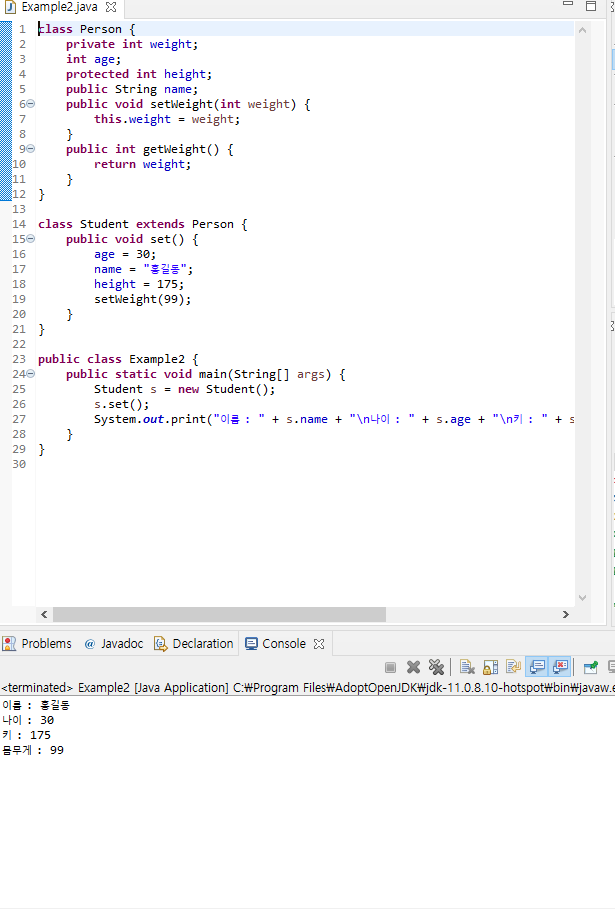 Example2.java
1 class Person {
2 private int weight;
3 int age;
4 protected int height;
5 public String name;
6 public void setWeight(int weight) {
7 this.weight = weight;
8 }
9 public int getWeight() {
10 return weight;
11 }
12 }
13
14 class Student extends Person {
15 public void set() {
16 age = 30;
17 name = "홍길동";
18 height = 175;
19 setWeight(99);
20 }
21 }
22
23 public class Example2 {
24 public static void main(String[] args) {
25 Student s = new Student();
26 s.set();
27 System.out.print("이름 : " + s.name + "\n나이 : " + s.age + "\n키 : " + s
28 }
29 }
30
Problems @ Javadoc Declaration Console
<terminated> Example2 [Java Application] C:₩Program Files₩AdoptOpenJDK₩jdk-11.0.8.10-hotspot₩bin₩javaw.e
이름 : 홍길동
나이 : 30
키 : 175
몸무게 : 99